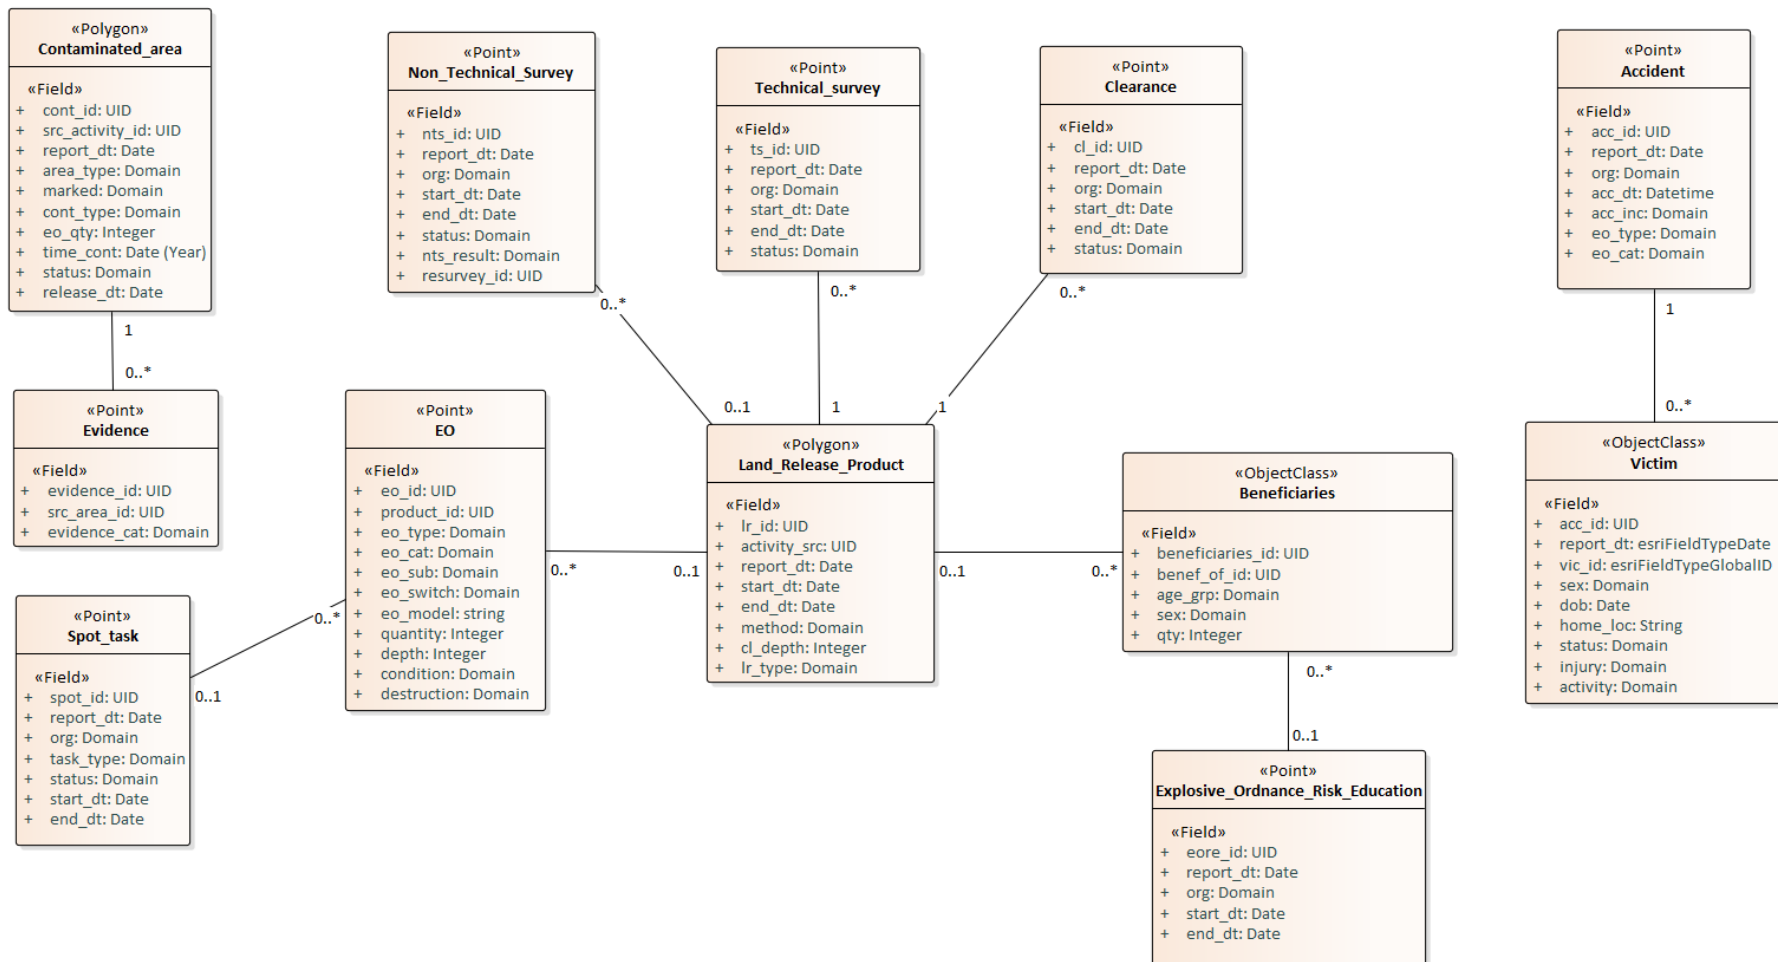 «Polygon»
Contaminated_area
«Field»
+ cont_id: UID
+ src_activity_id: UID
+ report_dt: Date
+ area_type: Domain
+ marked: Domain
+ cont_type: Domain
+ eo_qty: Integer
+ time_cont: Date (Year)
+ status: Domain
+ release_dt: Date
1
0..*
«Point»
Evidence
«Field»
+ evidence_id: UID
+ src_area_id: UID
+ evidence_cat: Domain
«Point»
Spot_task
«Field»
+ spot_id: UID
+ report_dt: Date
+ org: Domain
+ task_type: Domain
+ status: Domain
+ start_dt: Date
+ end_dt: Date
0..1
0..*
«Point»
Non_Technical_Survey
«Field»
+ nts_id: UID
+ report_dt: Date
+ org: Domain
+ start_dt: Date
+ end_dt: Date
+ status: Domain
+ nts_result: Domain
+ resurvey_id: UID
0..*
0..1
«Point»
EO
«Field»
+ eo_id: UID
+ product_id: UID
+ eo_type: Domain
+ eo_cat: Domain
+ eo_sub: Domain
+ eo_switch: Domain
+ eo_model: string
+ quantity: Integer
+ depth: Integer
+ condition: Domain
+ destruction: Domain
0..*
0..1
«Point»
Technical_survey
«Field»
+ ts_id: UID
+ report_dt: Date
+ org: Domain
+ start_dt: Date
+ end_dt: Date
+ status: Domain
0..*
1
«Polygon»
Land_Release_Product
«Field»
+ lr_id: UID
+ activity_src: UID
+ report_dt: Date
+ start_dt: Date
+ end_dt: Date
+ method: Domain
+ cl_depth: Integer
+ lr_type: Domain
«Point»
Clearance
«Field»
+ cl_id: UID
+ report_dt: Date
+ org: Domain
+ start_dt: Date
+ end_dt: Date
+ status: Domain
0..*
1
0..1
0..*
«ObjectClass»
Beneficiaries
«Field»
+ beneficiaries_id: UID
+ benef_of_id: UID
+ age_grp: Domain
+ sex: Domain
+ qty: Integer
0..*
0..1
«Point»
Explosive_Ordnance_Risk_Education
«Field»
+ eore_id: UID
+ report_dt: Date
+ org: Domain
+ start_dt: Date
+ end_dt: Date
«Point»
Accident
«Field»
+ acc_id: UID
+ report_dt: Date
+ org: Domain
+ acc_dt: Datetime
+ acc_inc: Domain
+ eo_type: Domain
+ eo_cat: Domain
1
0..*
«ObjectClass»
Victim
«Field»
+ acc_id: UID
+ report_dt: esriFieldTypeDate
+ vic_id: esriFieldTypeGlobalID
+ sex: Domain
+ dob: Date
+ home_loc: String
+ status: Domain
+ injury: Domain
+ activity: Domain